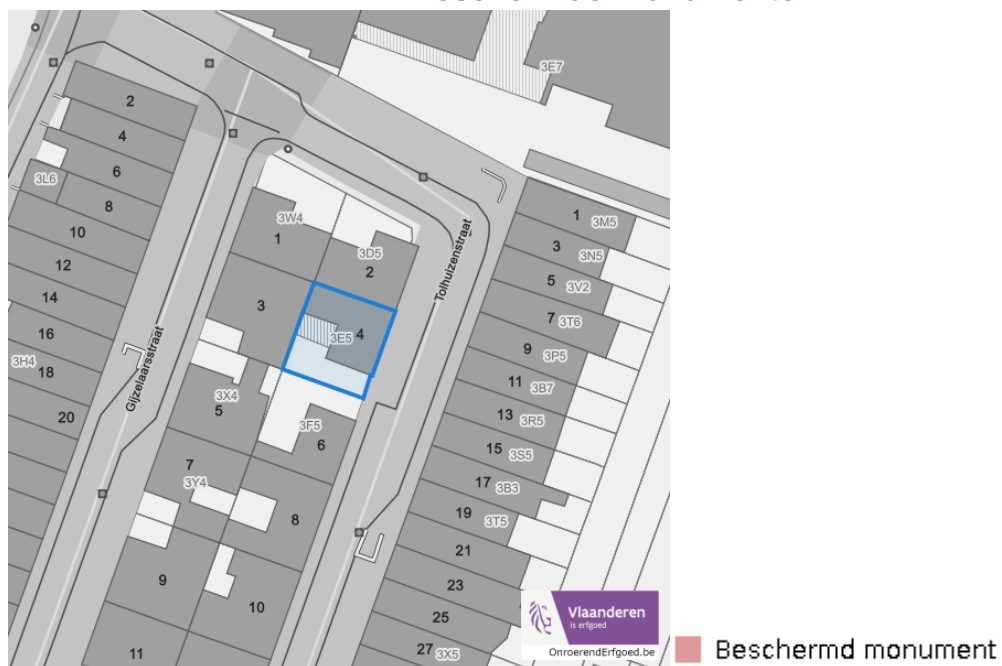 3E7
2
4
6
3L6
8
10
12
14
16
3H4
18
20
Gijzelaarsstraat
3W4
1
3D5
2
3
3E5
4
3X4
5
3F5
6
7
3Y4
8
9
10
11
Tolhuizenstraat
1 3M5
3 3N5
5 3V2
7 3T6
9 3P5
11 3B7
13 3R5
15 3S5
17 3B3
19 3T5
21
23
25
27 3X5
Vlaanderen
is erfgoed
OnroerendErfgoed.be
Beschermd monument